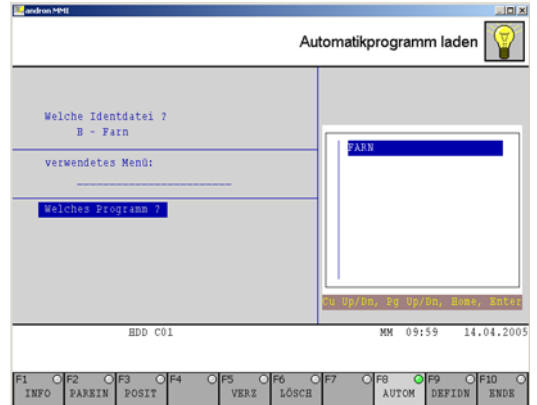 andron MMI
Automatikprogramm laden
Welche Identdatei ?
B - Farn
verwendetes Menü:
Welches Programm ?
FARN
Cu Up/Dn, Pg Up/Dn, Home, Enter
HDD C01
MM 09:59 14.04.2005
F1 F2 F3 F4 F5 F6 F7 F8 F9 F10
INFO PAREIN POSIT VERZ LÖSCH AUTOM DEFIDN ENDE